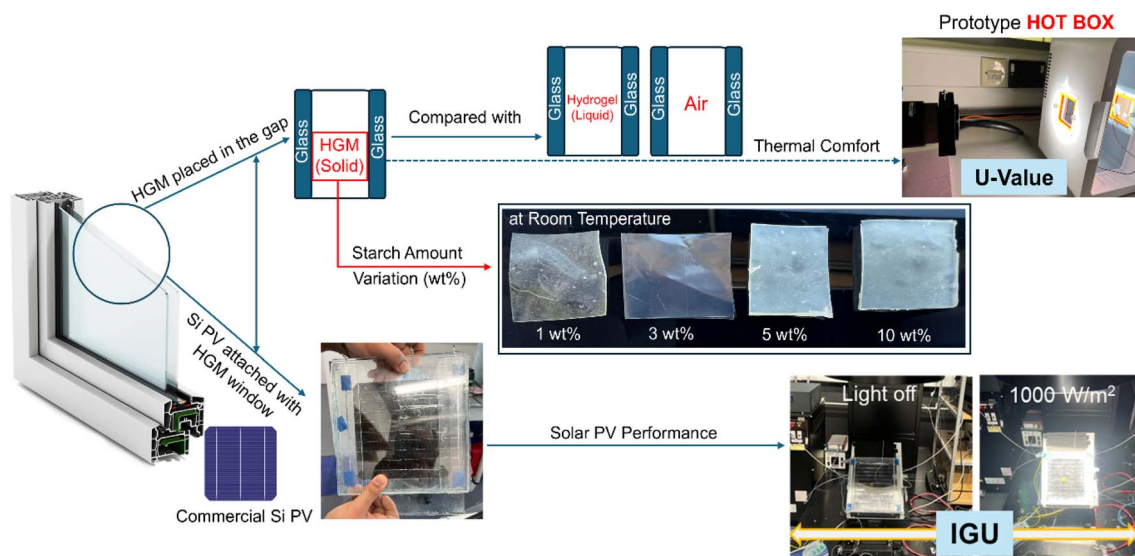 Prototype HOT BOX
Glass
HGM
(Solid)
Glass
HGM placed in the gap
Compared with
Glass
Hydrogel
(Liquid)
Glass
Glass
Air
Glass
Thermal Comfort
U-Value
at Room Temperature
1 wt%
3 wt%
5 wt%
10 wt%
Starch Amount
Variation (wt%)
Si PV attached with
HGM window
Commercial Si PV
Solar PV Performance
Light off
1000 W/m²
IGU